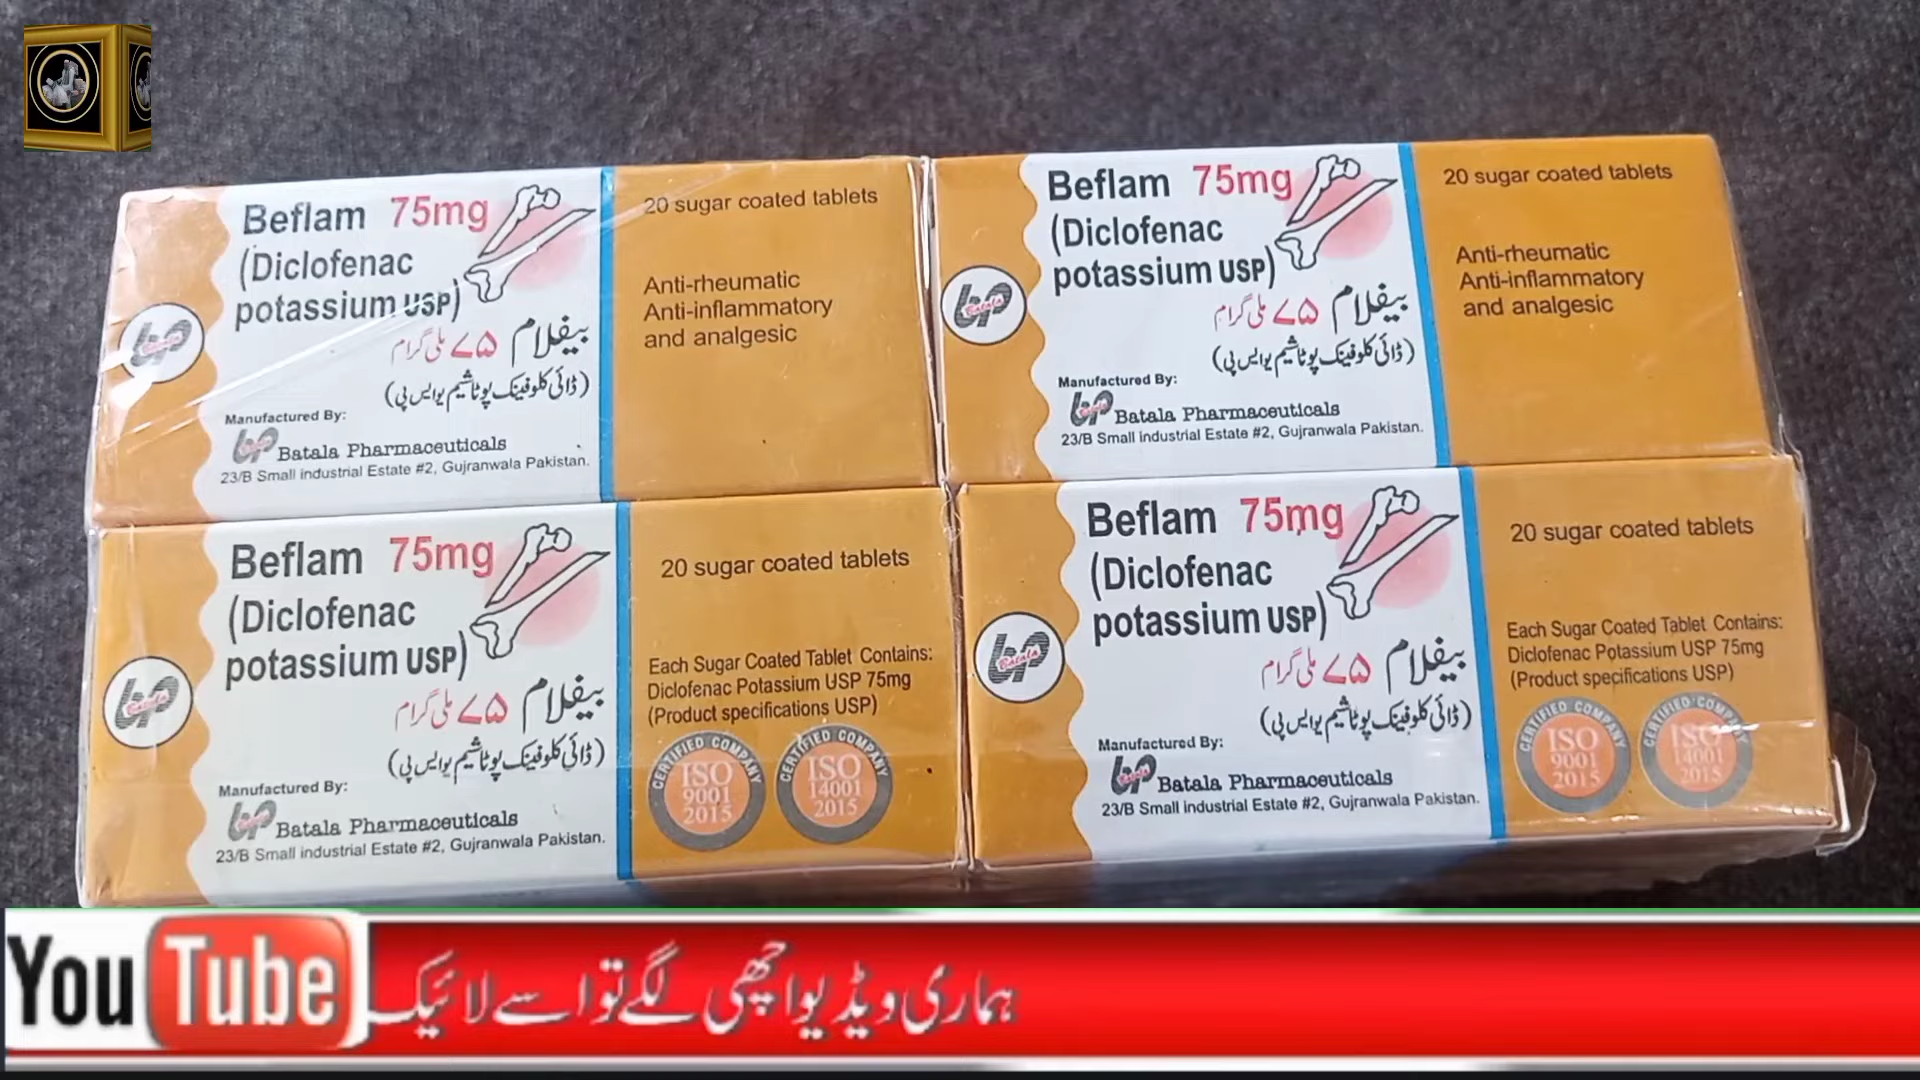 Beflam 75mg
(Diclofenac
potassium USP)
بیفلام ۷۵ ملی گرام
(ڈائی کلوفینک پوٹاشیم یو ایس پی)
Manufactured By:
Batala
Batala Pharmaceuticals
23/B Small industrial Estate #2, Gujranwala Pakistan.
20 sugar coated tablets
Anti-rheumatic
Anti-inflammatory
and analgesic
Beflam 75mg
(Diclofenac
potassium USP)
بیفلام ۷۵ ملی گرام
(ڈائی کلوفینک پوٹاشیم یو ایس پی)
Manufactured By:
Batala
Batala Pharmaceuticals
23/B Small industrial Estate #2, Gujranwala Pakistan.
20 sugar coated tablets
Anti-rheumatic
Anti-inflammatory
and analgesic
Beflam 75mg
(Diclofenac
potassium USP)
بیفلام ۷۵ ملی گرام
(ڈائی کلوفینک پوٹاشیم یو ایس پی)
Manufactured By:
Batala
Batala Pharmaceuticals
23/B Small industrial Estate #2, Gujranwala Pakistan.
20 sugar coated tablets
Each Sugar Coated Tablet Contains:
Diclofenac Potassium USP 75mg
(Product specifications USP)
CERTIFIED COMPANY
ISO
9001
2015
CERTIFIED COMPANY
ISO
14001
2015
Beflam 75mg
(Diclofenac
potassium USP)
بیفلام ۷۵ ملی گرام
(ڈائی کلوفینک پوٹاشیم یو ایس پی)
Manufactured By:
Batala
Batala Pharmaceuticals
23/B Small industrial Estate #2, Gujranwala Pakistan.
20 sugar coated tablets
Each Sugar Coated Tablet Contains:
Diclofenac Potassium USP 75mg
(Product specifications USP)
CERTIFIED COMPANY
ISO
9001
2015
CERTIFIED COMPANY
ISO
14001
2015
YouTube
ہماری ویڈیو اچھی لگے تو اسے لائیک